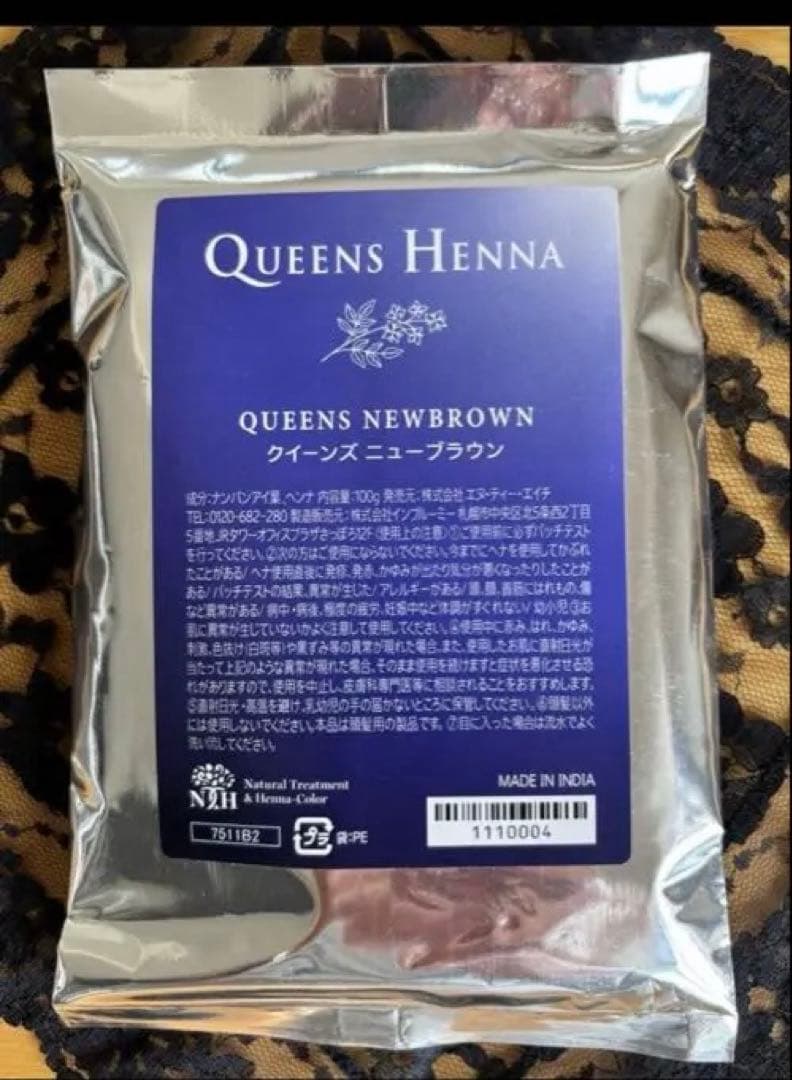 QUEENS HENNA
QUEENS NEWBROWN
クイーンズ ニューブラウン
成分:ナンバンアイ葉、ヘンナ 内容量:100g 発売元:株式会社 エヌ・ティー・エイチ
TEL:0120-682-280 製造販売元:株式会社インブルーミー 札幌市中央区北5条西2丁目
5番地JRタワーオフィスプラザさっぽろ12F 〈使用上の注意〉①ご使用前に必ずパッチテスト
を行ってください。②次の方はご使用にならないでください。今までにヘナを使用してかぶれ
たことがある/ ヘナ使用直後に発疹、発赤、かゆみが出たり気分が悪くなったりしたことが
ある/ パッチテストの結果、異常が生じた/ アレルギーがある/ 頭、顔、首筋にはれもの、傷
など異常がある/ 病中・病後、極度の疲労、妊娠中など体調がすぐれない/ 幼小児 ③お
肌に異常が生じていないかよく注意して使用してください。④使用中に赤み、はれ、かゆみ、
刺激、色抜け(白斑等)や黒ずみ等の異常が現れた場合、また、使用したお肌に直射日光が
当たって上記のような異常が現れた場合、そのまま使用を続けますと症状を悪化させる恐
れがありますので、使用を中止し、皮膚科専門医等に相談されることをおすすめします。
⑤直射日光・高温を避け、乳幼児の手の届かないところに保管してください。⑥頭髪以外
には使用しないでください。本品は頭髪用の製品です。⑦目に入った場合は流水でよく
洗い流してください。
NTH
Natural Treatment
& Henna-Color
MADE IN INDIA
7511B2
プラ
袋:PE
1110004